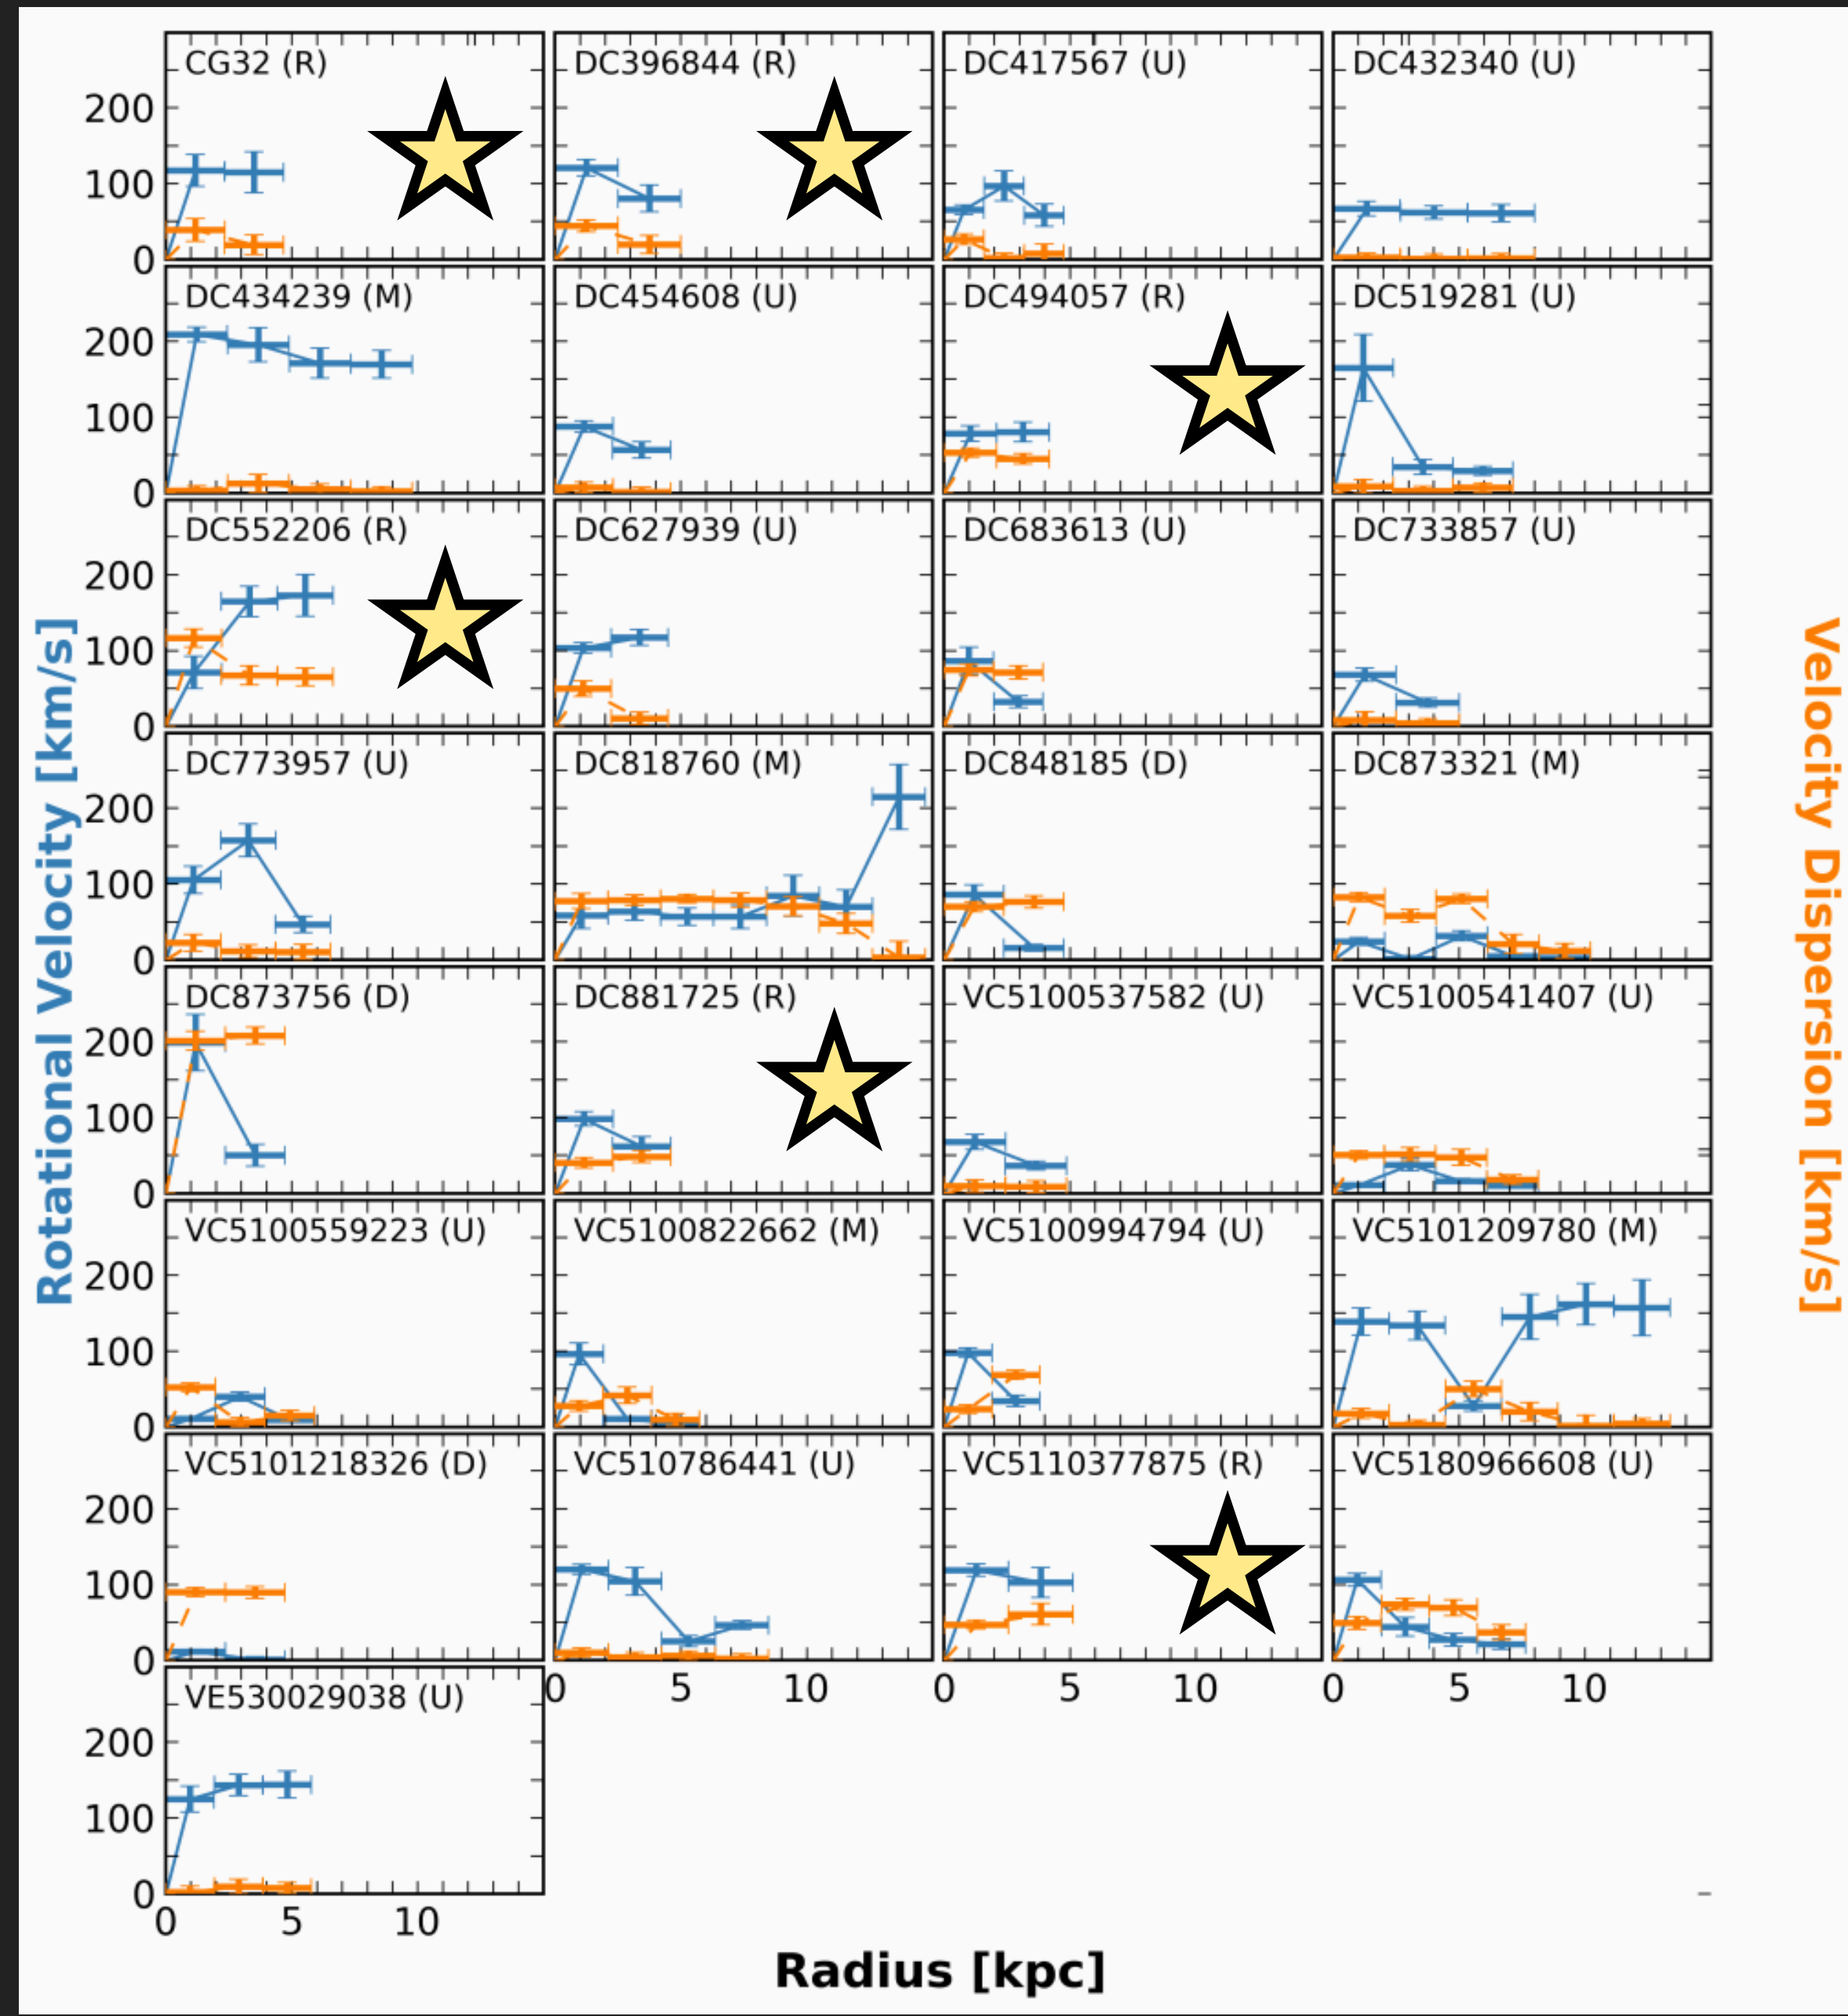 CG32 (R)
DC396844 (R)
DC417567 (U)
DC432340 (U)
200
100
0
DC434239 (M)
DC454608 (U)
DC494057 (R)
DC519281 (U)
200
100
0
DC552206 (R)
DC627939 (U)
DC683613 (U)
DC733857 (U)
200
100
0
DC773957 (U)
DC818760 (M)
DC848185 (D)
DC873321 (M)
200
100
0
DC873756 (D)
DC881725 (R)
VC5100537582 (U)
VC5100541407 (U)
200
100
0
VC5100559223 (U)
VC5100822662 (M)
VC5100994794 (U)
VC5101209780 (M)
200
100
0
VC5101218326 (D)
VC510786441 (U)
VC5110377875 (R)
VC5180966608 (U)
200
100
0
0 5 10
0 5 10
0 5 10
VE530029038 (U)
200
100
0
0 5 10
Rotational Velocity [km/s]
Velocity Dispersion [km/s]
Radius [kpc]